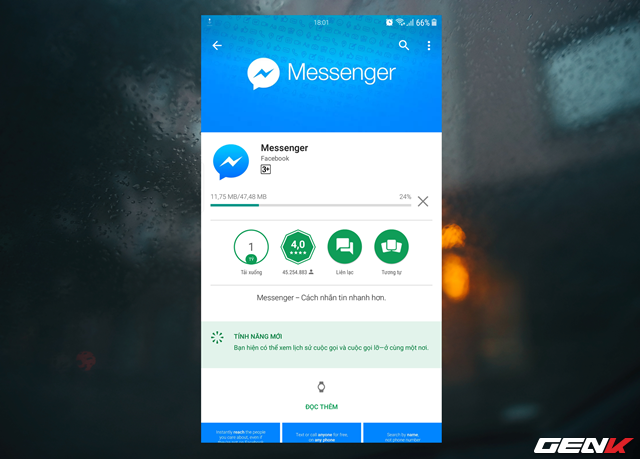 18:01
66%
Messenger
Messenger
Facebook
3+
11,75 MB/47,48 MB
24%
1
4,0
Tải xuống
45.254.883
Liên lạc
Tương tự
Messenger – Cách nhắn tin nhanh hơn.
TÍNH NĂNG MỚI
Bạn hiện có thể xem lịch sử cuộc gọi và cuộc gọi lỡ—ở cùng một nơi.
ĐỌC THÊM
Instantly reach the people
you care about, even if
Text or call anyone for free,
on any phone
Search by name,
not phone number
GENK